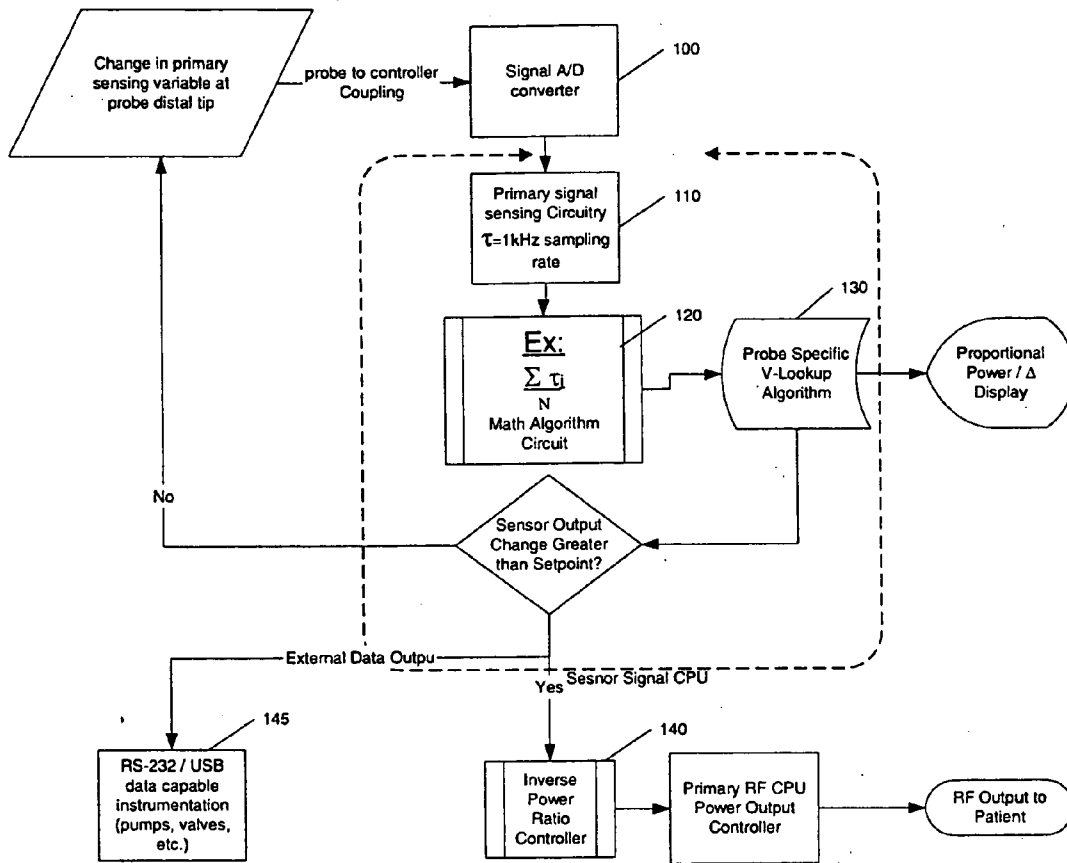 Change in primary
sensing variable at
probe distal tip
probe to controller
Coupling
Signal A/D
converter
100
Primary signal
sensing Circuitry
τ=1kHz sampling
rate
110
Ex:
Σ τj
N
Math Algorithm
Circuit
120
Probe Specific
V-Lookup
Algorithm
130
Proportional
Power / Δ
Display
No
Sensor Output
Change Greater
than Setpoint?
External Data Outpu
Sesnor Signal CPU
Yes
145
RS-232 / USB
data capable
instrumentation
(pumps, valves,
etc.)
140
Inverse
Power
Ratio
Controller
Primary RF CPU
Power Output
Controller
RF Output to
Patient